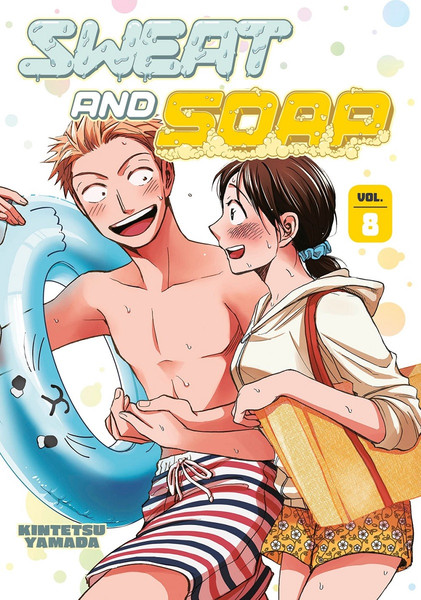 SWEAT
AND SOAP
VOL.
8
KINTETSU
YAMADA